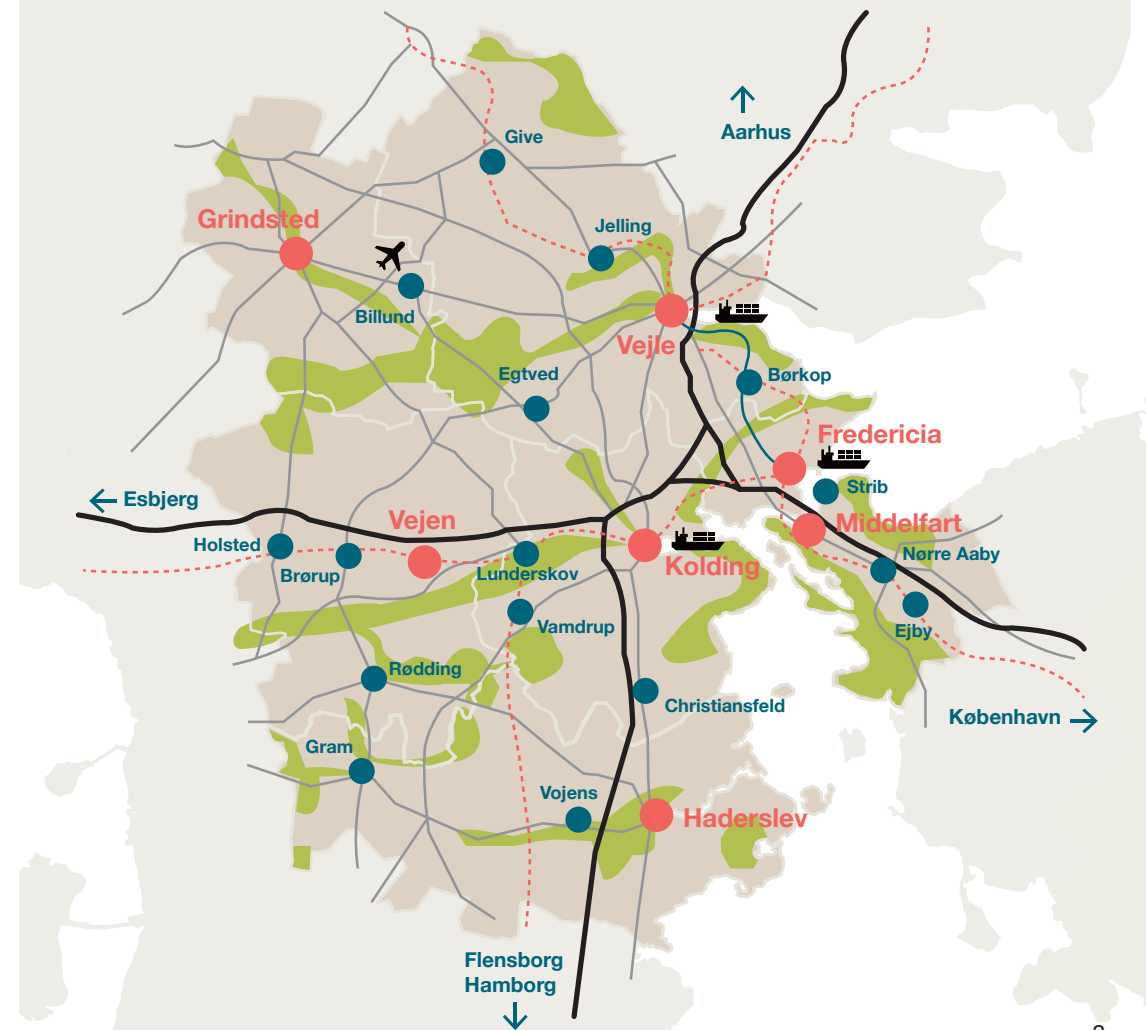 Give
Aarhus
Grindsted
Jelling
Billund
Vejle
Egtved
Børkop
Fredericia
Esbjerg
Strib
Vejen
Middelfart
Holsted
Nørre Aaby
Brørup
Lunderskov
Kolding
Vamdrup
Ejby
Rødding
Christiansfeld
København
Gram
Vojens
Haderslev
Flensborg
Hamborg